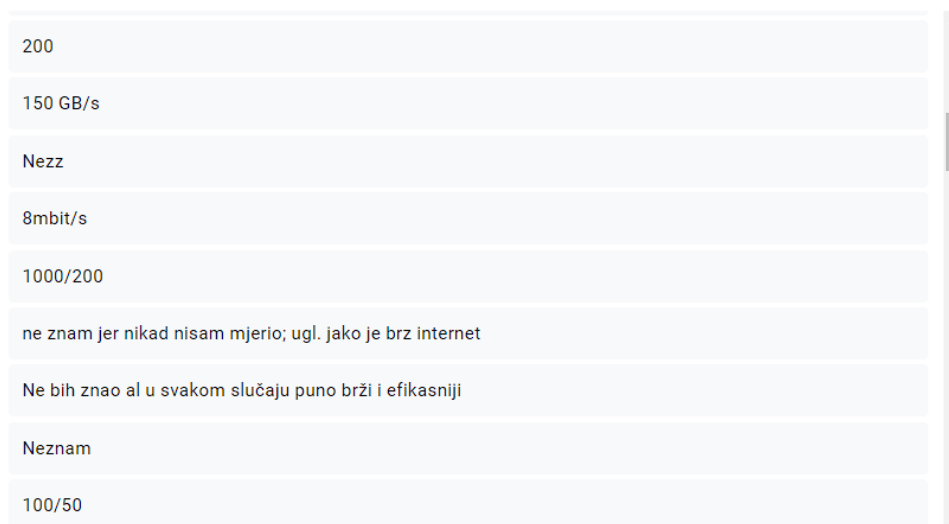 200
150 GB/s
Nezz
8mbit/s
1000/200
ne znam jer nikad nisam mjerio; ugl. jako je brz internet
Ne bih znao al u svakom slučaju puno brži i efikasniji
Neznam
100/50